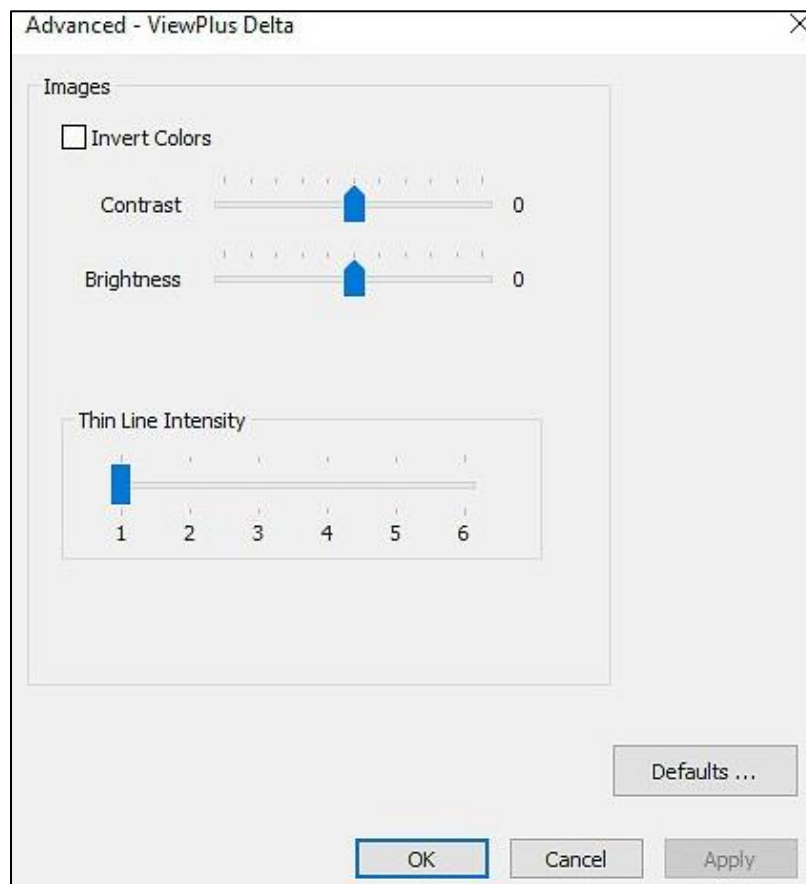 Advanced - ViewPlus Delta
Images
Invert Colors
Contrast 0
Brightness 0
Thin Line Intensity
1 2 3 4 5 6
Defaults ...
OK Cancel Apply